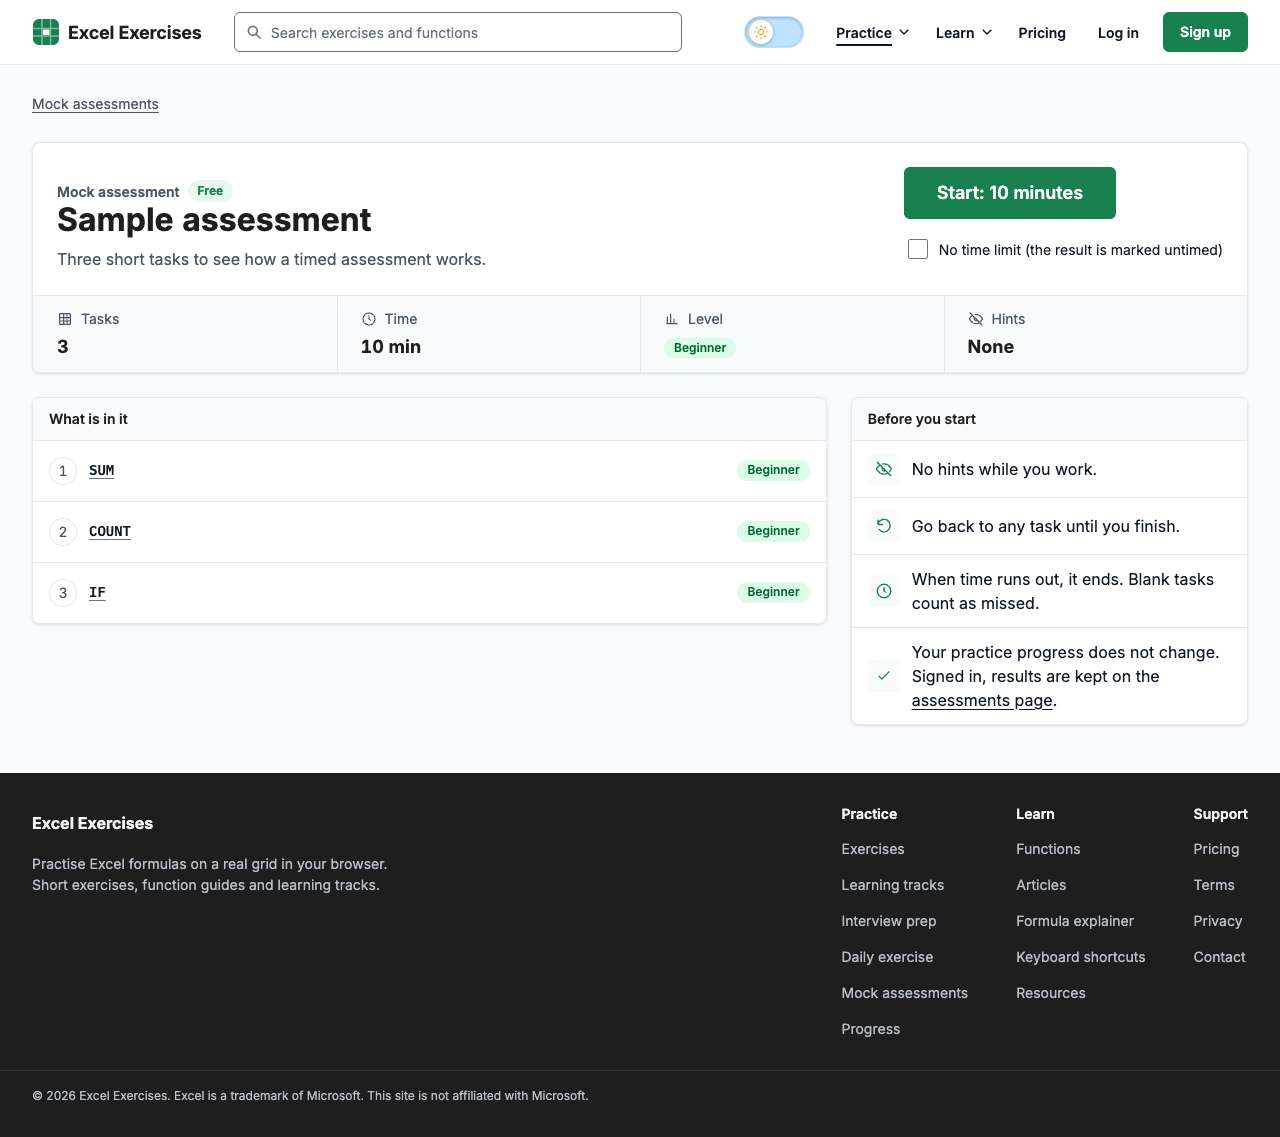 Excel Exercises
Search exercises and functions
Practice
Learn
Pricing
Log in
Sign up
Mock assessments
Mock assessment
Free
Sample assessment
Three short tasks to see how a timed assessment works.
Start: 10 minutes
No time limit (the result is marked untimed)
Tasks
3
Time
10 min
Level
Beginner
Hints
None
What is in it
1 SUM Beginner
2 COUNT Beginner
3 IF Beginner
Before you start
No hints while you work.
Go back to any task until you finish.
When time runs out, it ends. Blank tasks
count as missed.
Your practice progress does not change.
Signed in, results are kept on the
assessments page.
Excel Exercises
Practise Excel formulas on a real grid in your browser.
Short exercises, function guides and learning tracks.
Practice
Exercises
Learning tracks
Interview prep
Daily exercise
Mock assessments
Progress
Learn
Functions
Articles
Formula explainer
Keyboard shortcuts
Resources
Support
Pricing
Terms
Privacy
Contact
© 2026 Excel Exercises. Excel is a trademark of Microsoft. This site is not affiliated with Microsoft.